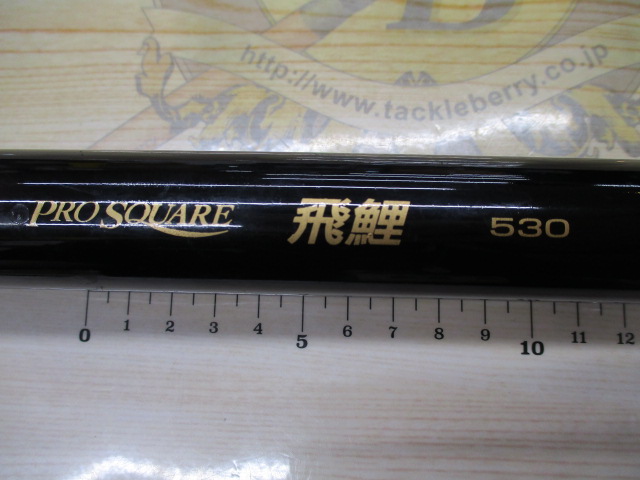 B
http://www.tackleberry.co.jp
PRO SQUARE 飛鯉 530
0 1 2 3 4 5 6 7 8 9 10 11 12